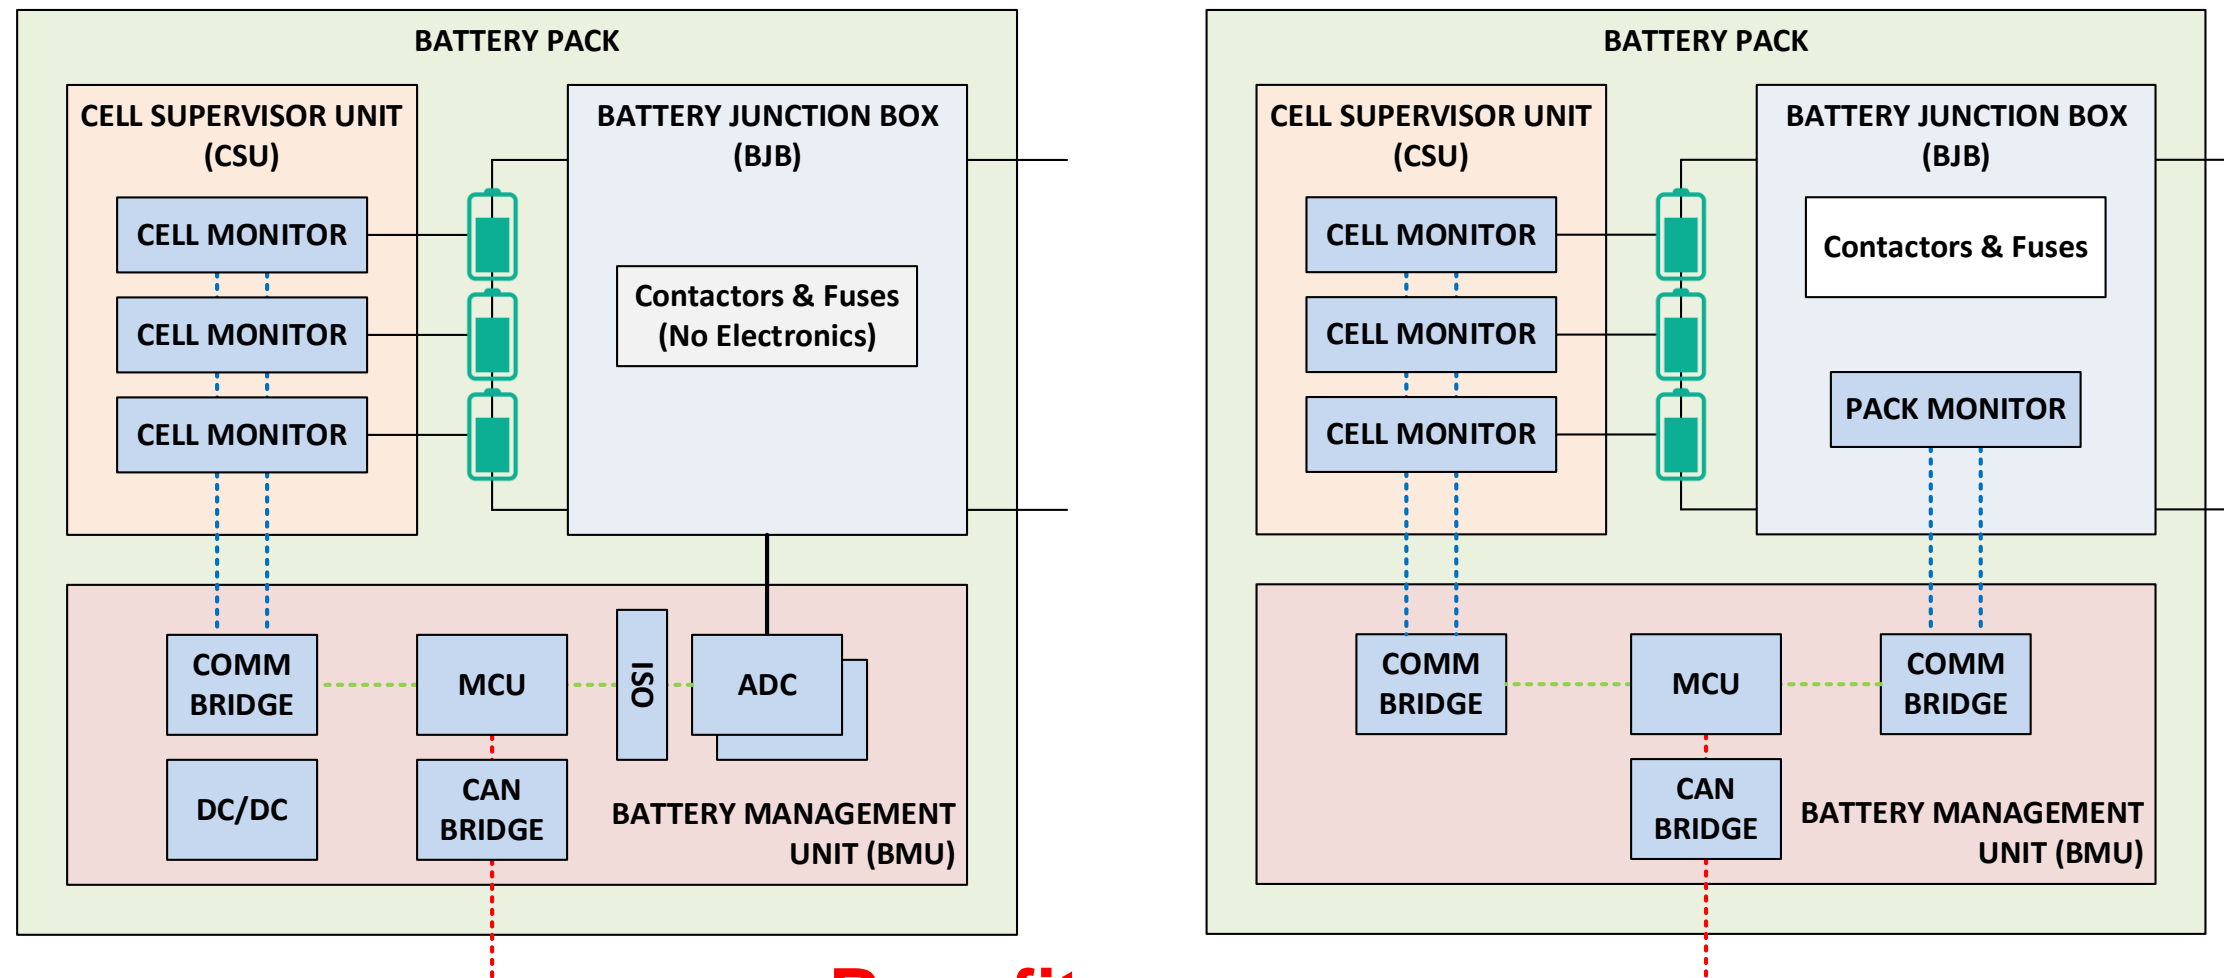 BATTERY PACK
CELL SUPERVISOR UNIT
(CSU)
CELL MONITOR
CELL MONITOR
CELL MONITOR
BATTERY JUNCTION BOX
(BJB)
Contactors & Fuses
(No Electronics)
COMM
BRIDGE
MCU
ISO
ADC
DC/DC
CAN
BRIDGE
BATTERY MANAGEMENT
UNIT (BMU)
BATTERY PACK
CELL SUPERVISOR UNIT
(CSU)
CELL MONITOR
CELL MONITOR
CELL MONITOR
BATTERY JUNCTION BOX
(BJB)
Contactors & Fuses
PACK MONITOR
COMM
BRIDGE
MCU
COMM
BRIDGE
CAN
BRIDGE
BATTERY MANAGEMENT
UNIT (BMU)